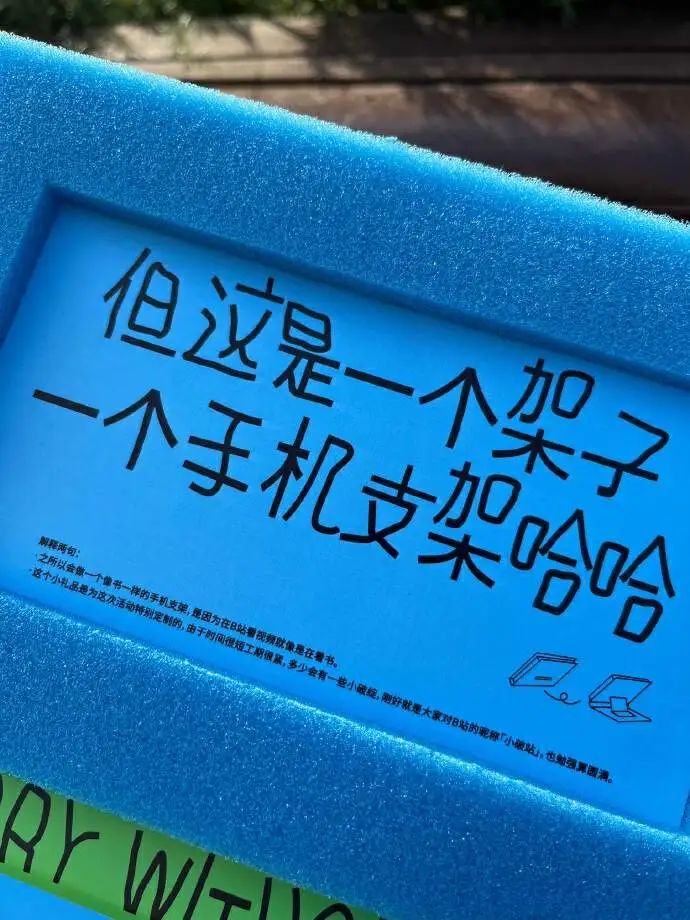 但这是一个架子
一个手机支架哈哈
解释两句：
·之所以会做一个像书一样的手机支架，是因为在B站看视频就像是在看书。
·这个小礼品是为这次活动特别定制的，由于时间很短工期很紧，多少会有一些小破绽，刚好就是大家对B站的昵称「小破站」，也勉强算圆满。
RY WITHO